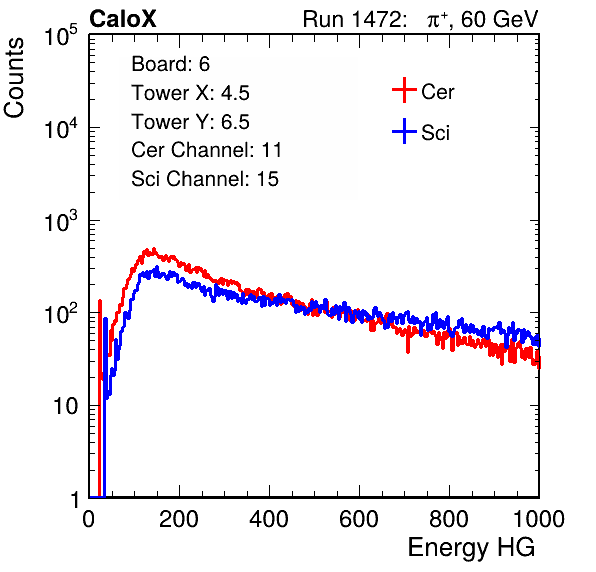 CaloX
Run 1472: π⁺, 60 GeV
Counts
Board: 6
Tower X: 4.5
Tower Y: 6.5
Cer Channel: 11
Sci Channel: 15
Cer
Sci
10⁵
10⁴
10³
10²
10
1
0 200 400 600 800 1000
Energy HG